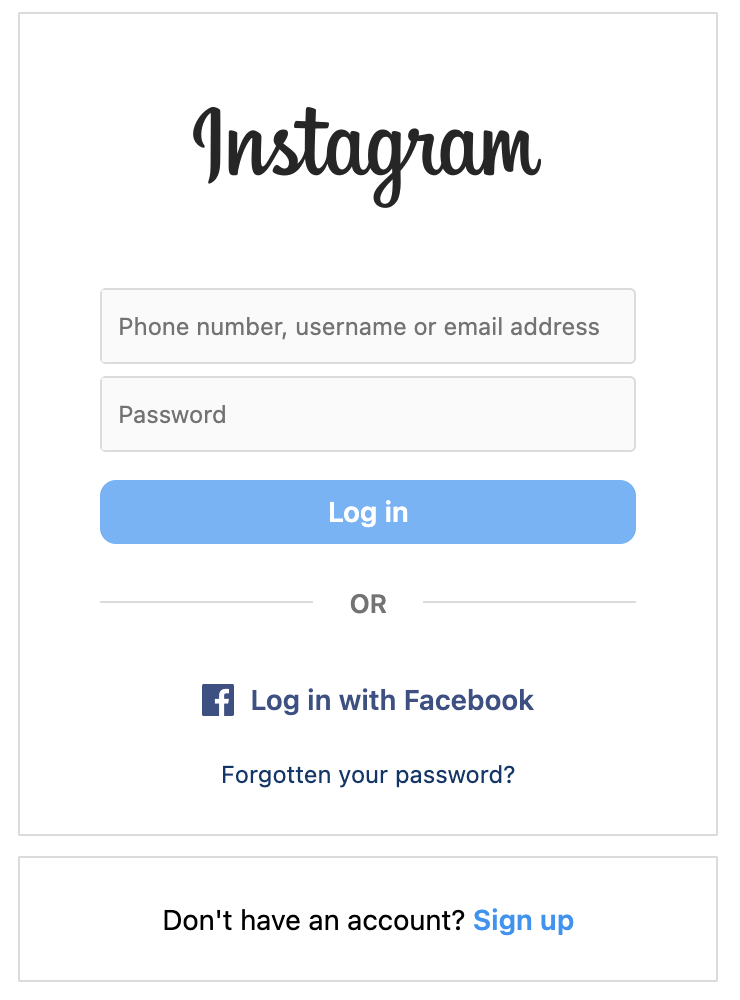 Instagram
Phone number, username or email address
Password
Log in
OR
Log in with Facebook
Forgotten your password?
Don't have an account? Sign up